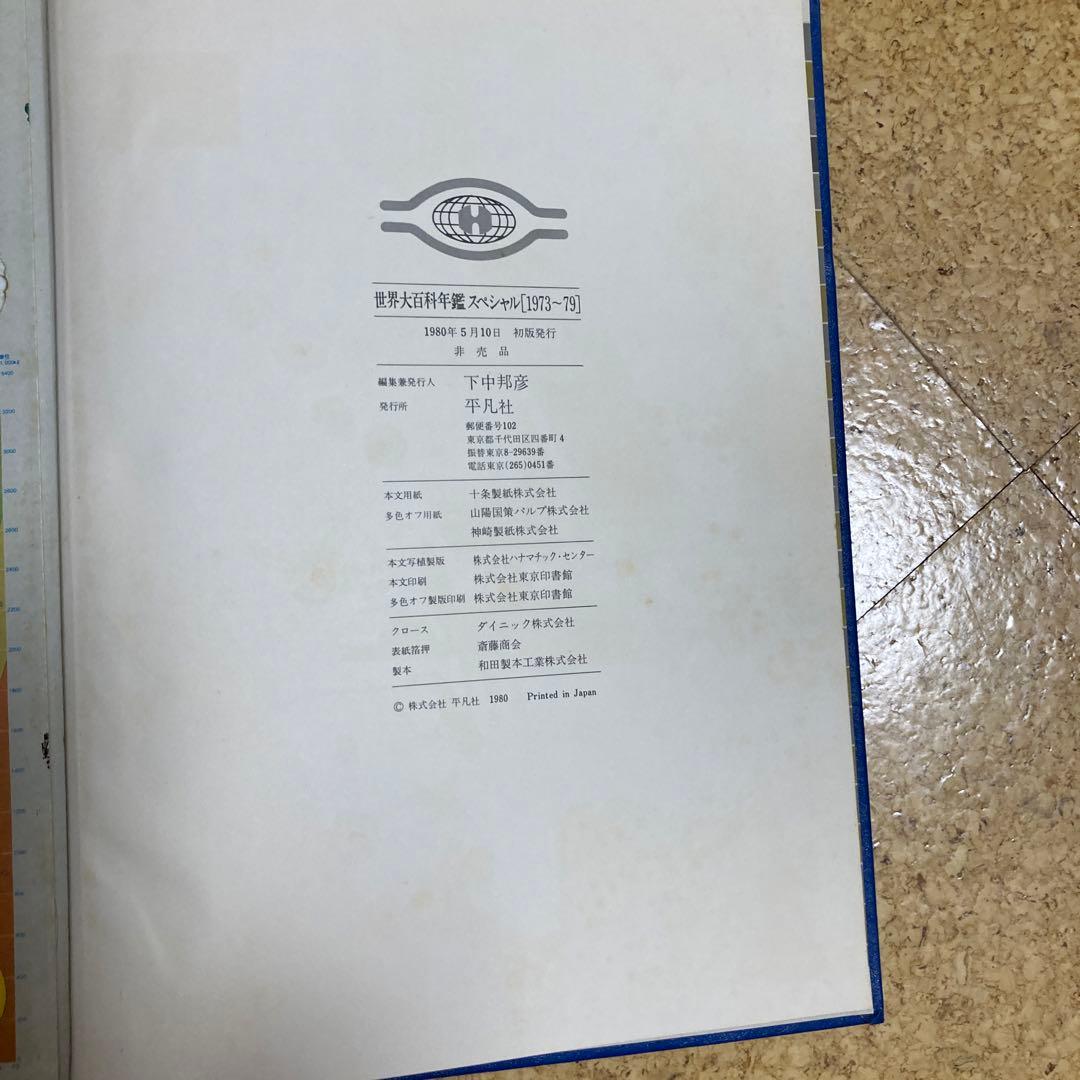 世界大百科年鑑 スペシャル[1973〜79]
1980年5月10日 初版発行
非売品
編集兼発行人 下中邦彦
発行所 平凡社
郵便番号102
東京都千代田区四番町4
振替東京8-29639番
電話東京(265)0451番
本文用紙 十条製紙株式会社
多色オフ用紙 山陽国策パルプ株式会社
神崎製紙株式会社
本文写植製版 株式会社ハナマチック・センター
本文印刷 株式会社東京印書館
多色オフ製版印刷 株式会社東京印書館
クロース ダイニック株式会社
表紙箔押 斎藤商会
製本 和田製本工業株式会社
© 株式会社 平凡社 1980 Printed in Japan